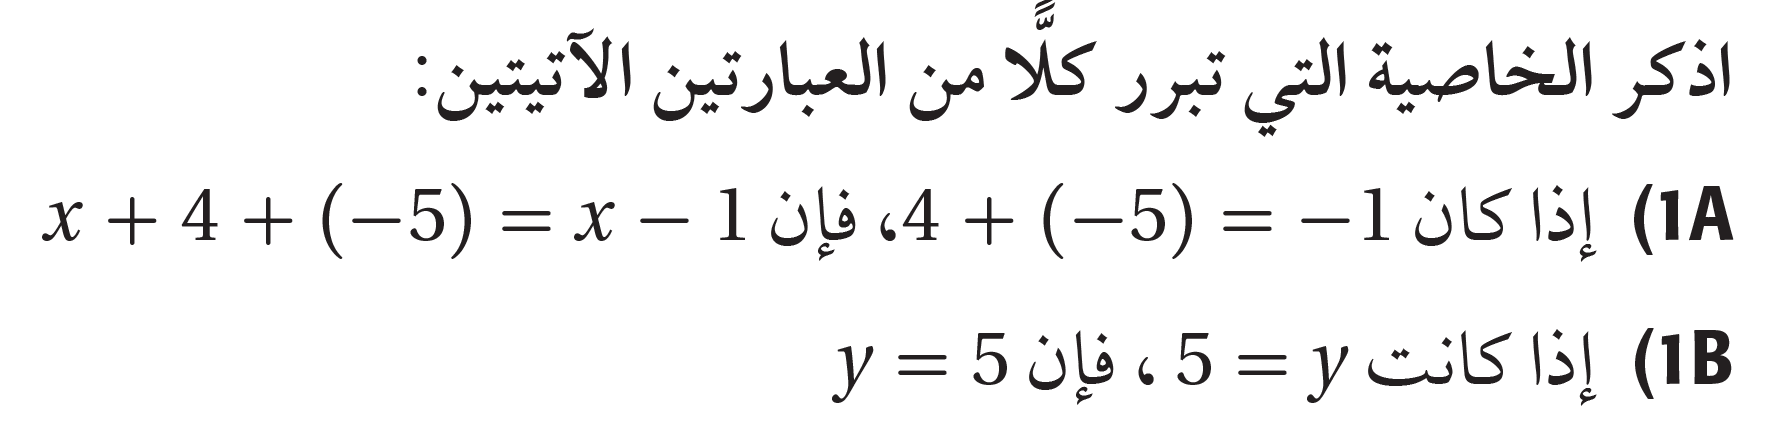 اذكر الخاصية التي تبرر كلًّا من العبارتين الآتيتين:
1A) إذا كان 4 + (−5) = −1، فإن x + 4 + (−5) = x − 1
1B) إذا كانت 5 = y ، فإن y = 5